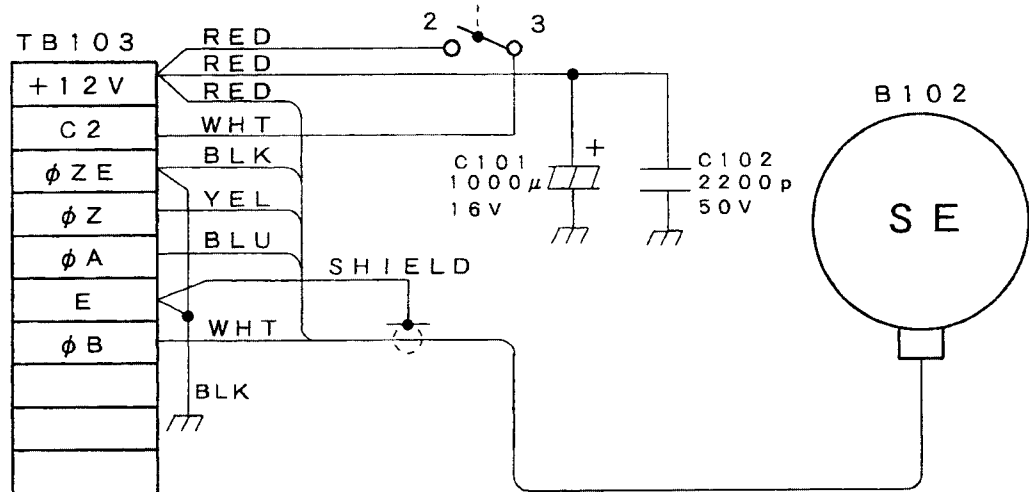 TB103
+12V
C2
φZE
φZ
φA
E
φB
RED
RED
RED
WHT
BLK
YEL
BLU
SHIELD
WHT
BLK
2
3
C101
1000μ
16V
+
C102
2200p
50V
B102
SE